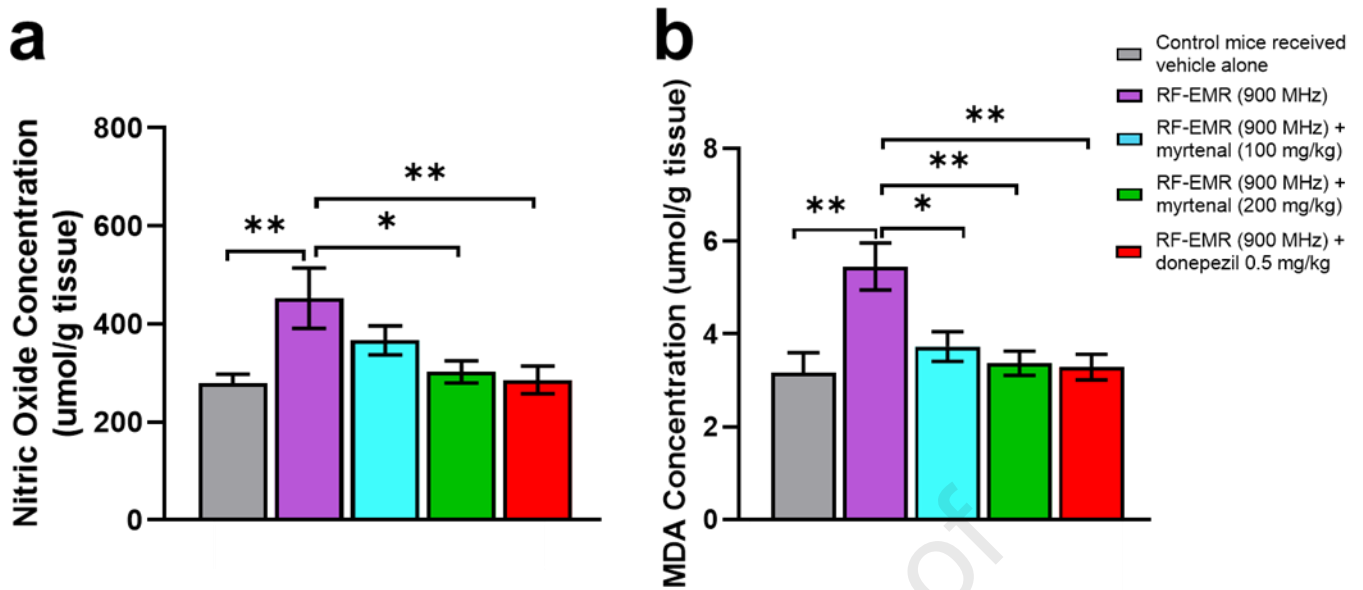 a
Nitric Oxide Concentration
(umol/g tissue)
800
600
400
200
0
**
*
**
b
MDA Concentration (umol/g tissue)
8
6
4
2
0
**
**
*
**
Control mice received
vehicle alone
RF-EMR (900 MHz)
RF-EMR (900 MHz) +
myrtenal (100 mg/kg)
RF-EMR (900 MHz) +
myrtenal (200 mg/kg)
RF-EMR (900 MHz) +
donepezil 0.5 mg/kg
of